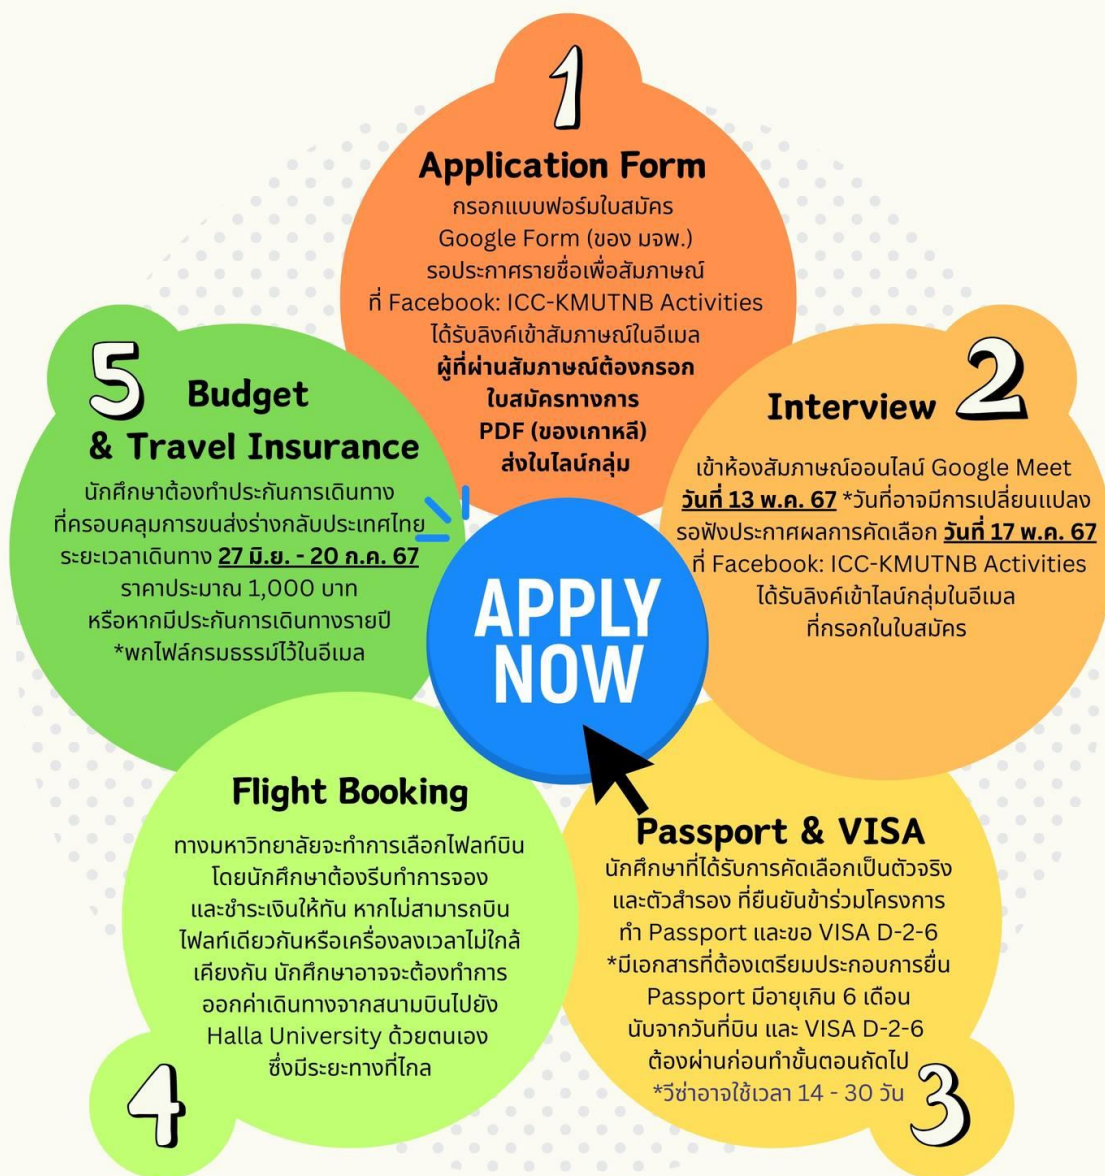 1
Application Form
กรอกแบบฟอร์มใบสมัคร
Google Form (ของ มจพ.)
รอประกาศรายชื่อเพื่อสัมภาษณ์
ที่ Facebook: ICC-KMUTNB Activities
ได้รับลิงค์เข้าสัมภาษณ์ในอีเมล
ผู้ที่ผ่านสัมภาษณ์ต้องกรอก
ใบสมัครทางการ
PDF (ของเกาหลี)
ส่งในไลน์กลุ่ม
2
Interview
เข้าห้องสัมภาษณ์ออนไลน์ Google Meet
วันที่ 13 พ.ค. 67 *วันที่อาจมีการเปลี่ยนแปลง
รอฟังประกาศผลการคัดเลือก วันที่ 17 พ.ค. 67
ที่ Facebook: ICC-KMUTNB Activities
ได้รับลิงค์เข้าไลน์กลุ่มในอีเมล
ที่กรอกในใบสมัคร
Passport & VISA
นักศึกษาที่ได้รับการคัดเลือกเป็นตัวจริง
และตัวสำรอง ที่ยืนยันข้าร่วมโครงการ
ทำ Passport และขอ VISA D-2-6
*มีเอกสารที่ต้องเตรียมประกอบการยื่น
Passport มีอายุเกิน 6 เดือน
นับจากวันที่บิน และ VISA D-2-6
ต้องผ่านก่อนทำขั้นตอนถัดไป
*วีซ่าอาจใช้เวลา 14 - 30 วัน
3
Flight Booking
ทางมหาวิทยาลัยจะทำการเลือกไฟลท์บิน
โดยนักศึกษาต้องรีบทำการจอง
และชำระเงินให้ทัน หากไม่สามารถบิน
ไฟลท์เดียวกันหรือเครื่องลงเวลาไม่ใกล้
เคียงกัน นักศึกษาอาจจะต้องทำการ
ออกค่าเดินทางจากสนามบินไปยัง
Halla University ด้วยตนเอง
ซึ่งมีระยะทางที่ไกล
4
5
Budget
& Travel Insurance
นักศึกษาต้องทำประกันการเดินทาง
ที่ครอบคลุมการขนส่งร่างกลับประเทศไทย
ระยะเวลาเดินทาง 27 มิ.ย. - 20 ก.ค. 67
ราคาประมาณ 1,000 บาท
หรือหากมีประกันการเดินทางรายปี
*พกไฟล์กรมธรรม์ไว้ในอีเมล
APPLY
NOW